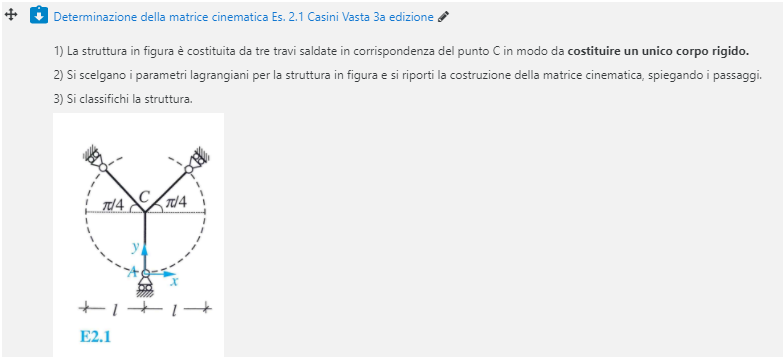 Determinazione della matrice cinematica Es. 2.1 Casini Vasta 3a edizione
1) La struttura in figura è costituita da tre travi saldate in corrispondenza del punto C in modo da costituire un unico corpo rigido.
2) Si scelgano i parametri lagrangiani per la struttura in figura e si riporti la costruzione della matrice cinematica, spiegando i passaggi.
3) Si classifichi la struttura.
π/4 C π/4
y
A
x
l l
E2.1